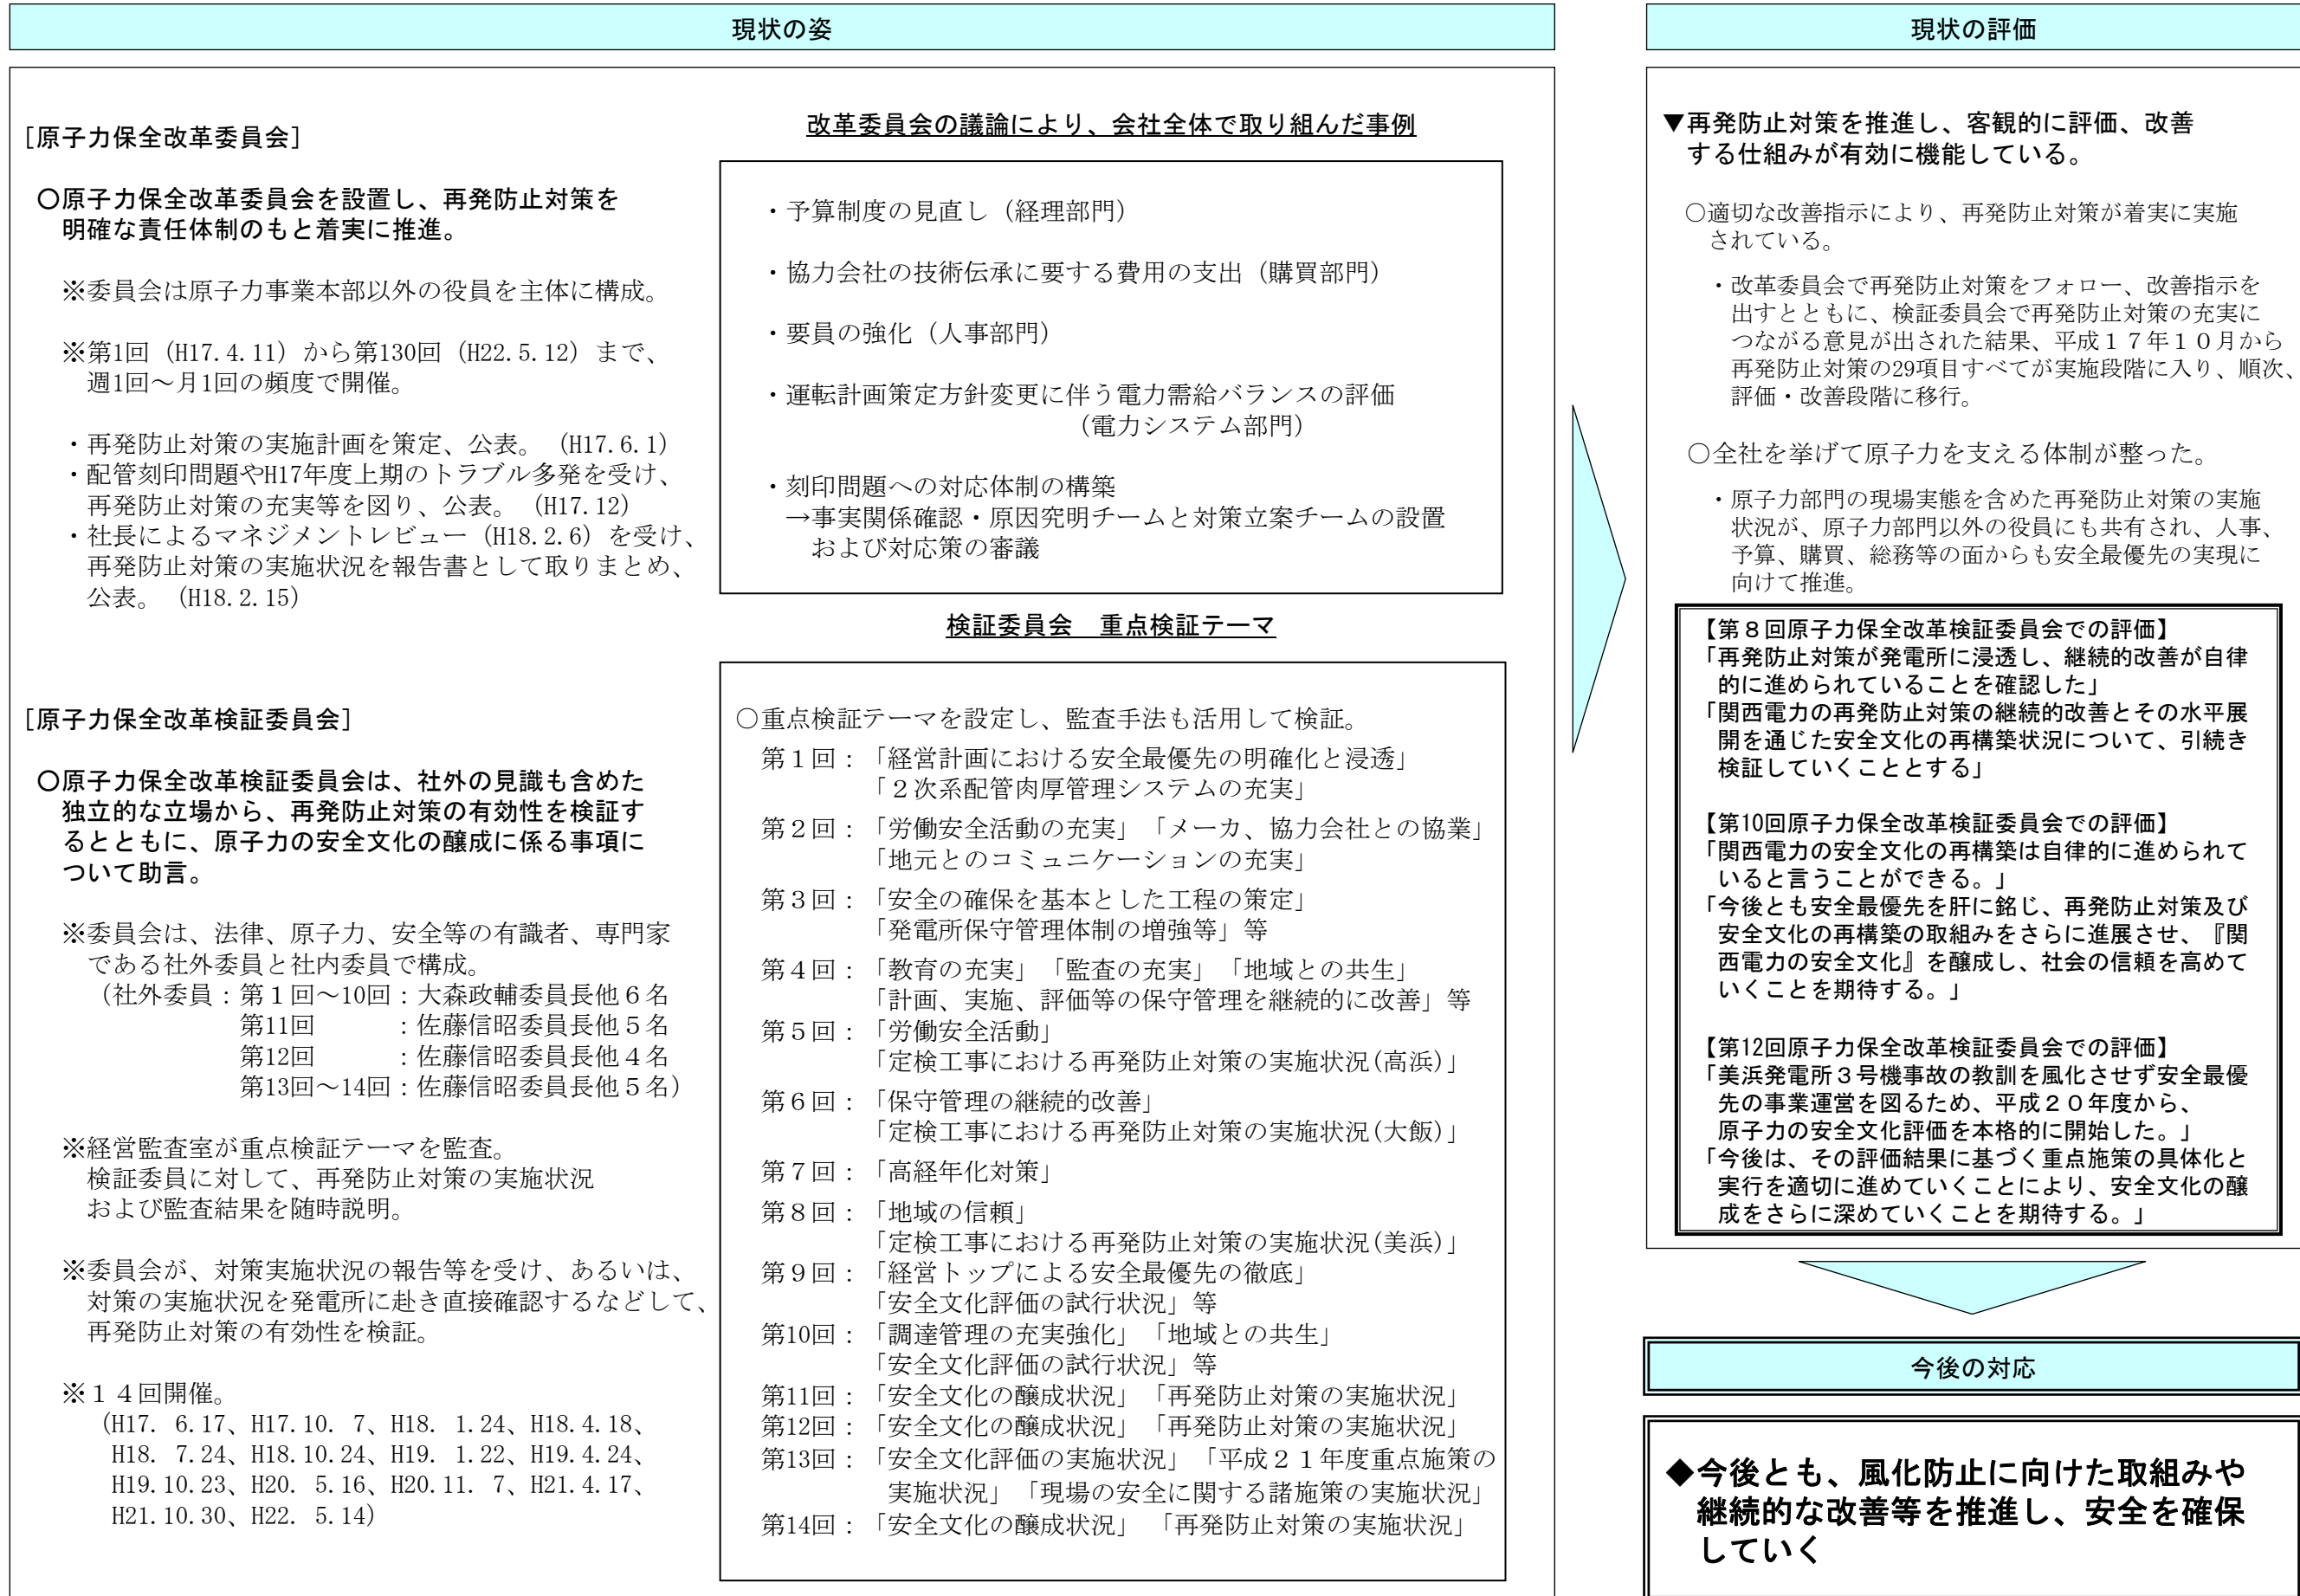 現状の姿
[原子力保全改革委員会]
〇原子力保全改革委員会を設置し、再発防止対策を
明確な責任体制のもと着実に推進。
※委員会は原子力事業本部以外の役員を主体に構成。
※第1回（H17.4.11）から第130回（H22.5.12）まで、
週1回～月1回の頻度で開催。
・再発防止対策の実施計画を策定、公表。（H17.6.1）
・配管刻印問題やH17年度上期のトラブル多発を受け、
再発防止対策の充実等を図り、公表。（H17.12）
・社長によるマネジメントレビュー（H18.2.6）を受け、
再発防止対策の実施状況を報告書として取りまとめ、
公表。（H18.2.15）
[原子力保全改革検証委員会]
〇原子力保全改革検証委員会は、社外の見識も含めた
独立的な立場から、再発防止対策の有効性を検証す
るとともに、原子力の安全文化の醸成に係る事項に
ついて助言。
※委員会は、法律、原子力、安全等の有識者、専門家
である社外委員と社内委員で構成。
（社外委員：第１回～10回：大森政輔委員長他６名
第11回　　　：佐藤信昭委員長他５名
第12回　　　：佐藤信昭委員長他４名
第13回～14回：佐藤信昭委員長他５名）
※経営監査室が重点検証テーマを監査。
検証委員に対して、再発防止対策の実施状況
および監査結果を随時説明。
※委員会が、対策実施状況の報告等を受け、あるいは、
対策の実施状況を発電所に赴き直接確認するなどして、
再発防止対策の有効性を検証。
※１４回開催。
（H17. 6.17、H17.10. 7、H18. 1.24、H18.4.18、
H18. 7.24、H18.10.24、H19. 1.22、H19.4.24、
H19.10.23、H20. 5.16、H20.11. 7、H21.4.17、
H21.10.30、H22. 5.14）
改革委員会の議論により、会社全体で取り組んだ事例
・予算制度の見直し（経理部門）
・協力会社の技術伝承に要する費用の支出（購買部門）
・要員の強化（人事部門）
・運転計画策定方針変更に伴う電力需給バランスの評価
（電力システム部門）
・刻印問題への対応体制の構築
→事実関係確認・原因究明チームと対策立案チームの設置
および対応策の審議
検証委員会　重点検証テーマ
○重点検証テーマを設定し、監査手法も活用して検証。
第１回：「経営計画における安全最優先の明確化と浸透」
「２次系配管肉厚管理システムの充実」
第２回：「労働安全活動の充実」「メーカ、協力会社との協業」
「地元とのコミュニケーションの充実」
第３回：「安全の確保を基本とした工程の策定」
「発電所保守管理体制の増強等」等
第４回：「教育の充実」「監査の充実」「地域との共生」
「計画、実施、評価等の保守管理を継続的に改善」等
第５回：「労働安全活動」
「定検工事における再発防止対策の実施状況(高浜)」
第６回：「保守管理の継続的改善」
「定検工事における再発防止対策の実施状況(大飯)」
第７回：「高経年化対策」
第８回：「地域の信頼」
「定検工事における再発防止対策の実施状況(美浜)」
第９回：「経営トップによる安全最優先の徹底」
「安全文化評価の試行状況」等
第10回：「調達管理の充実強化」「地域との共生」
「安全文化評価の試行状況」等
第11回：「安全文化の醸成状況」「再発防止対策の実施状況」
第12回：「安全文化の醸成状況」「再発防止対策の実施状況」
第13回：「安全文化評価の実施状況」「平成２１年度重点施策の
実施状況」「現場の安全に関する諸施策の実施状況」
第14回：「安全文化の醸成状況」「再発防止対策の実施状況」
現状の評価
▼再発防止対策を推進し、客観的に評価、改善
する仕組みが有効に機能している。
○適切な改善指示により、再発防止対策が着実に実施
されている。
・改革委員会で再発防止対策をフォロー、改善指示を
出すとともに、検証委員会で再発防止対策の充実に
つながる意見が出された結果、平成１７年１０月から
再発防止対策の29項目すべてが実施段階に入り、順次、
評価・改善段階に移行。
○全社を挙げて原子力を支える体制が整った。
・原子力部門の現場実態を含めた再発防止対策の実施
状況が、原子力部門以外の役員にも共有され、人事、
予算、購買、総務等の面からも安全最優先の実現に
向けて推進。
【第８回原子力保全改革検証委員会での評価】
「再発防止対策が発電所に浸透し、継続的改善が自律
的に進められていることを確認した」
「関西電力の再発防止対策の継続的改善とその水平展
開を通じた安全文化の再構築状況について、引続き
検証していくこととする」
【第10回原子力保全改革検証委員会での評価】
「関西電力の安全文化の再構築は自律的に進められて
いると言うことができる。」
「今後とも安全最優先を肝に銘じ、再発防止対策及び
安全文化の再構築の取組みをさらに進展させ、『関
西電力の安全文化』を醸成し、社会の信頼を高めて
いくことを期待する。」
【第12回原子力保全改革検証委員会での評価】
「美浜発電所３号機事故の教訓を風化させず安全最優
先の事業運営を図るため、平成２０年度から、
原子力の安全文化評価を本格的に開始した。」
「今後は、その評価結果に基づく重点施策の具体化と
実行を適切に進めていくことにより、安全文化の醸
成をさらに深めていくことを期待する。」
今後の対応
◆今後とも、風化防止に向けた取組みや
継続的な改善等を推進し、安全を確保
していく